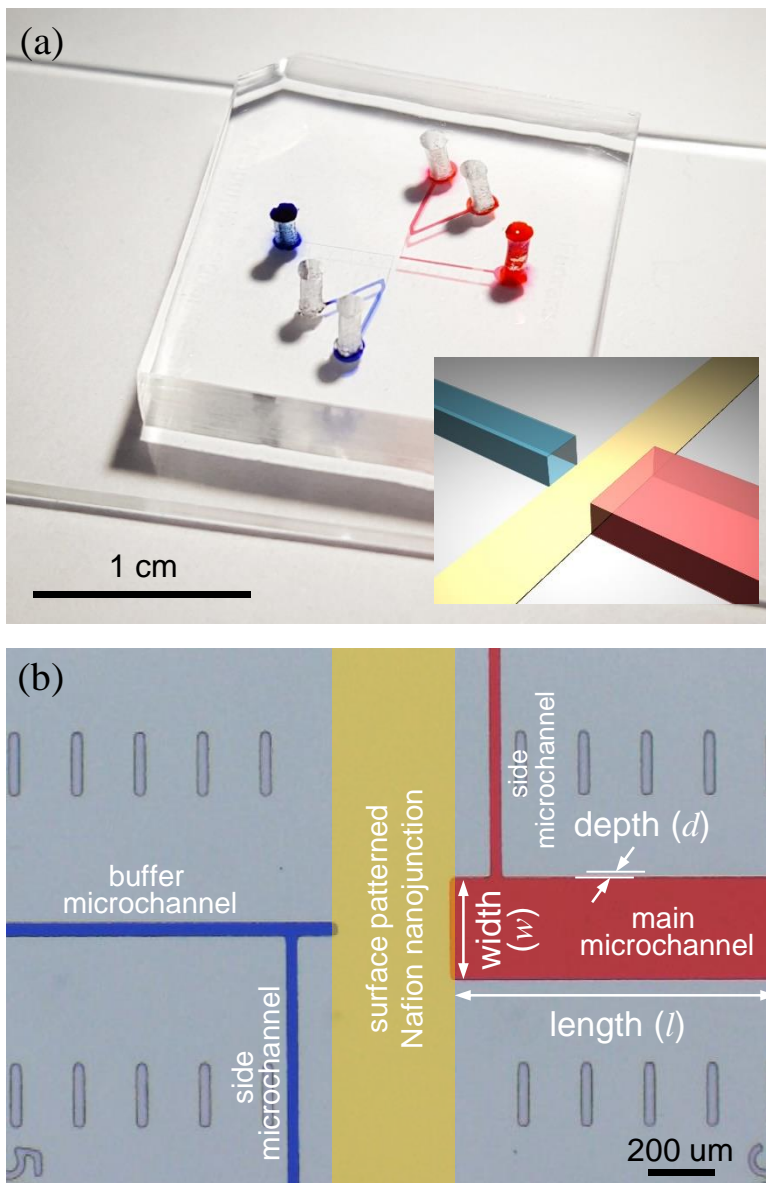 (a)
1 cm
(b)
side
microchannel
depth (d)
buffer
microchannel
surface patterned
Nafion nanojunction
width
(w)
main
microchannel
length (l)
side
microchannel
200 um